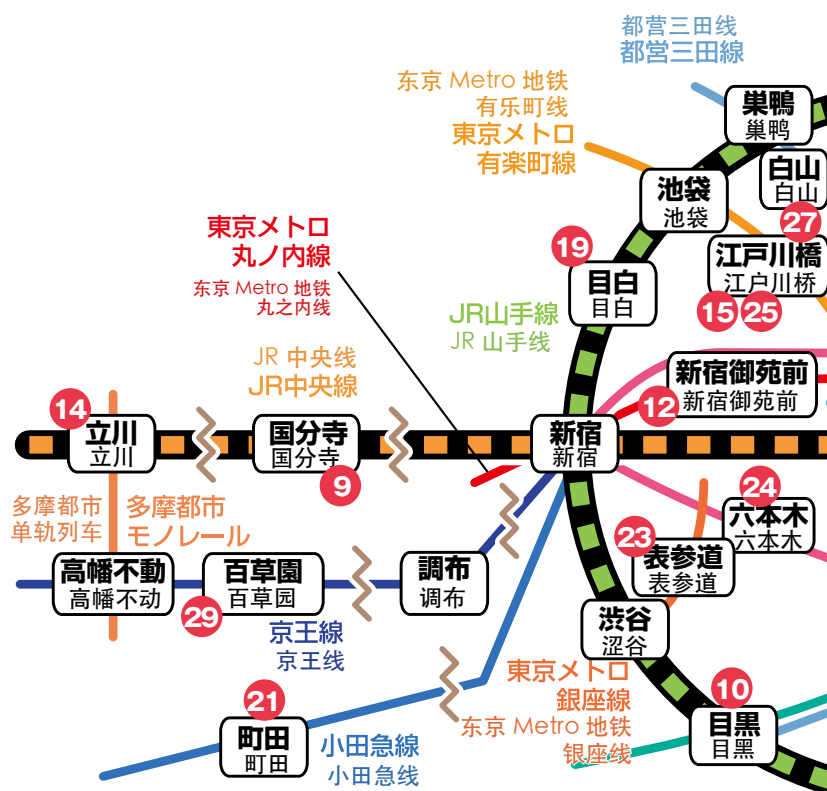 都营三田线
都営三田線
东京 Metro 地铁
有乐町线
東京メトロ
有楽町線
巣鴨
巢鸭
白山
白山
27
池袋
池袋
東京メトロ
丸ノ内線
东京 Metro 地铁
丸之内线
19
目白
目白
江戸川橋
江户川桥
15
25
JR山手線
JR 山手线
JR 中央线
JR中央線
新宿御苑前
新宿御苑前
12
14
立川
立川
国分寺
国分寺
9
新宿
新宿
多摩都市
单轨列车
多摩都市
モノレール
24
六本木
六本木
23
表参道
表参道
高幡不動
高幡不动
百草園
百草园
29
調布
调布
渋谷
涩谷
京王線
京王线
東京メトロ
銀座線
东京 Metro 地铁
银座线
10
目黒
目黑
21
町田
町田
小田急線
小田急线